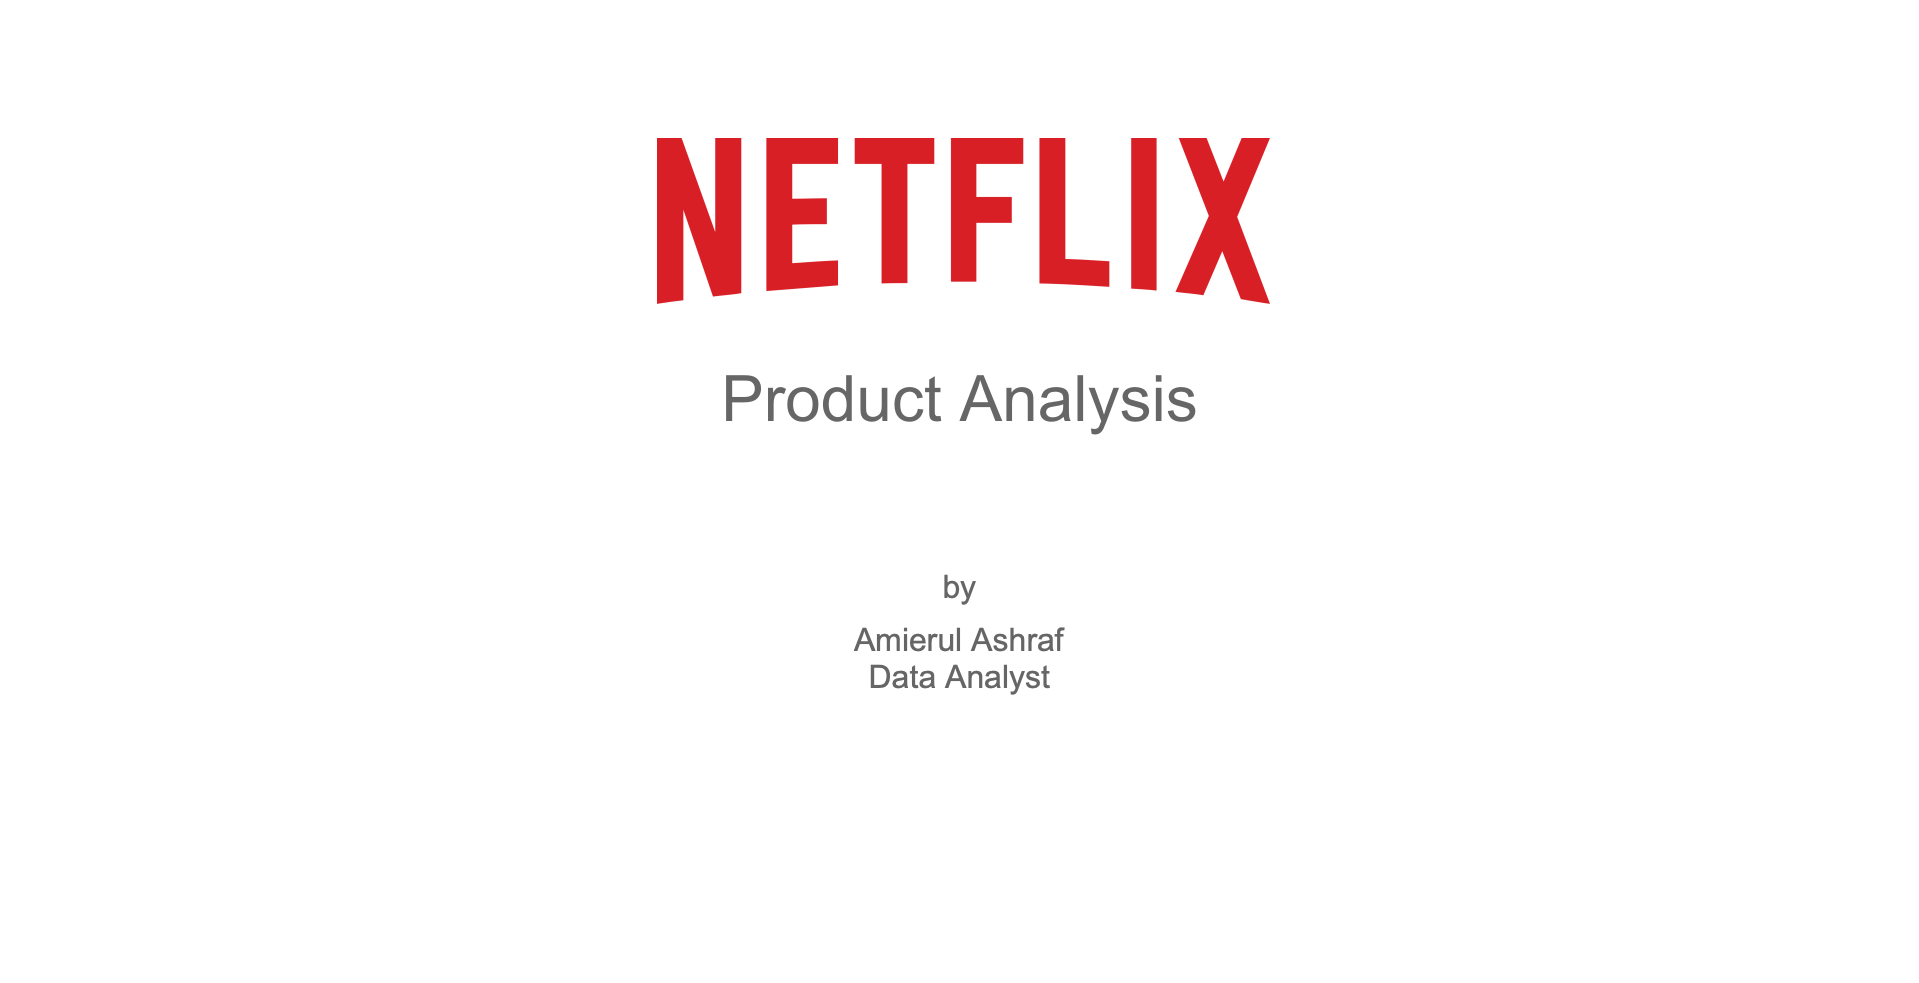 NETFLIX
Product Analysis
by
Amierul Ashraf
Data Analyst